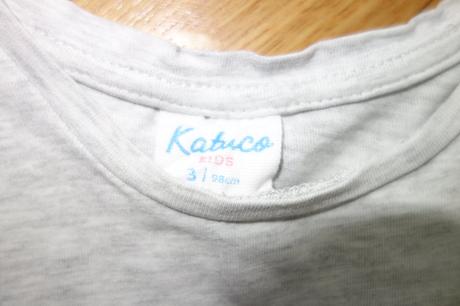 Katuco
KIDS
3 | 98cm